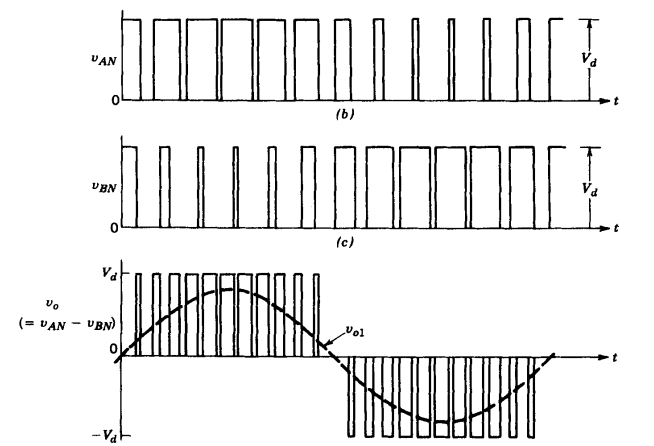 v_AN
V_d
0
t
(b)
v_BN
V_d
0
t
(c)
V_d
v_o
(= v_AN − v_BN)
v_o1
0
t
−V_d